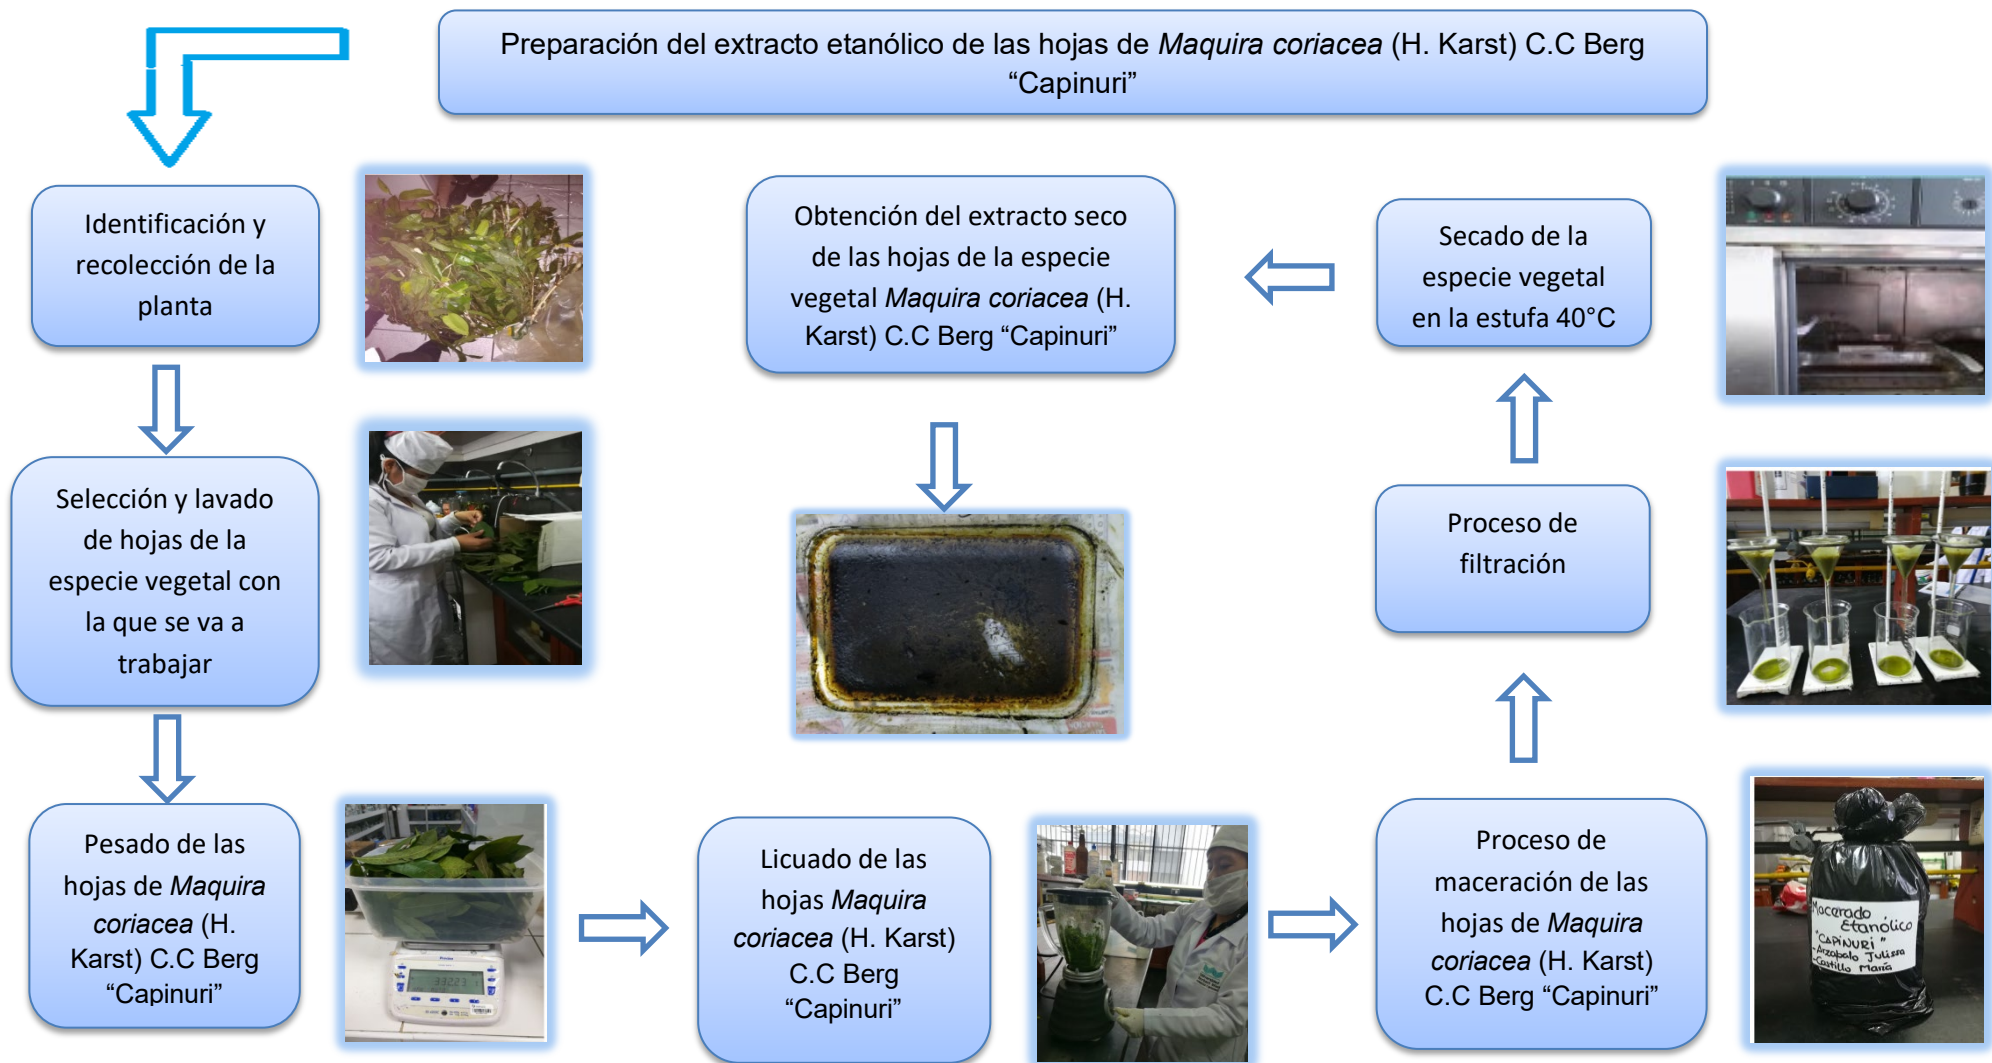 Preparación del extracto etanólico de las hojas de Maquira coriacea (H. Karst) C.C Berg
“Capinuri”
Identificación y
recolección de la
planta
Selección y lavado
de hojas de la
especie vegetal con
la que se va a
trabajar
Pesado de las
hojas de Maquira
coriacea (H.
Karst) C.C Berg
“Capinuri”
Licuado de las
hojas Maquira
coriacea (H. Karst)
C.C Berg
“Capinuri”
Proceso de
maceración de las
hojas de Maquira
coriacea (H. Karst)
C.C Berg “Capinuri”
Macerado
Etanólico
"CAPINURI"
-Arzapalo Julissa
-Castillo María
Proceso de
filtración
Secado de la
especie vegetal
en la estufa 40°C
Obtención del extracto seco
de las hojas de la especie
vegetal Maquira coriacea (H.
Karst) C.C Berg “Capinuri”